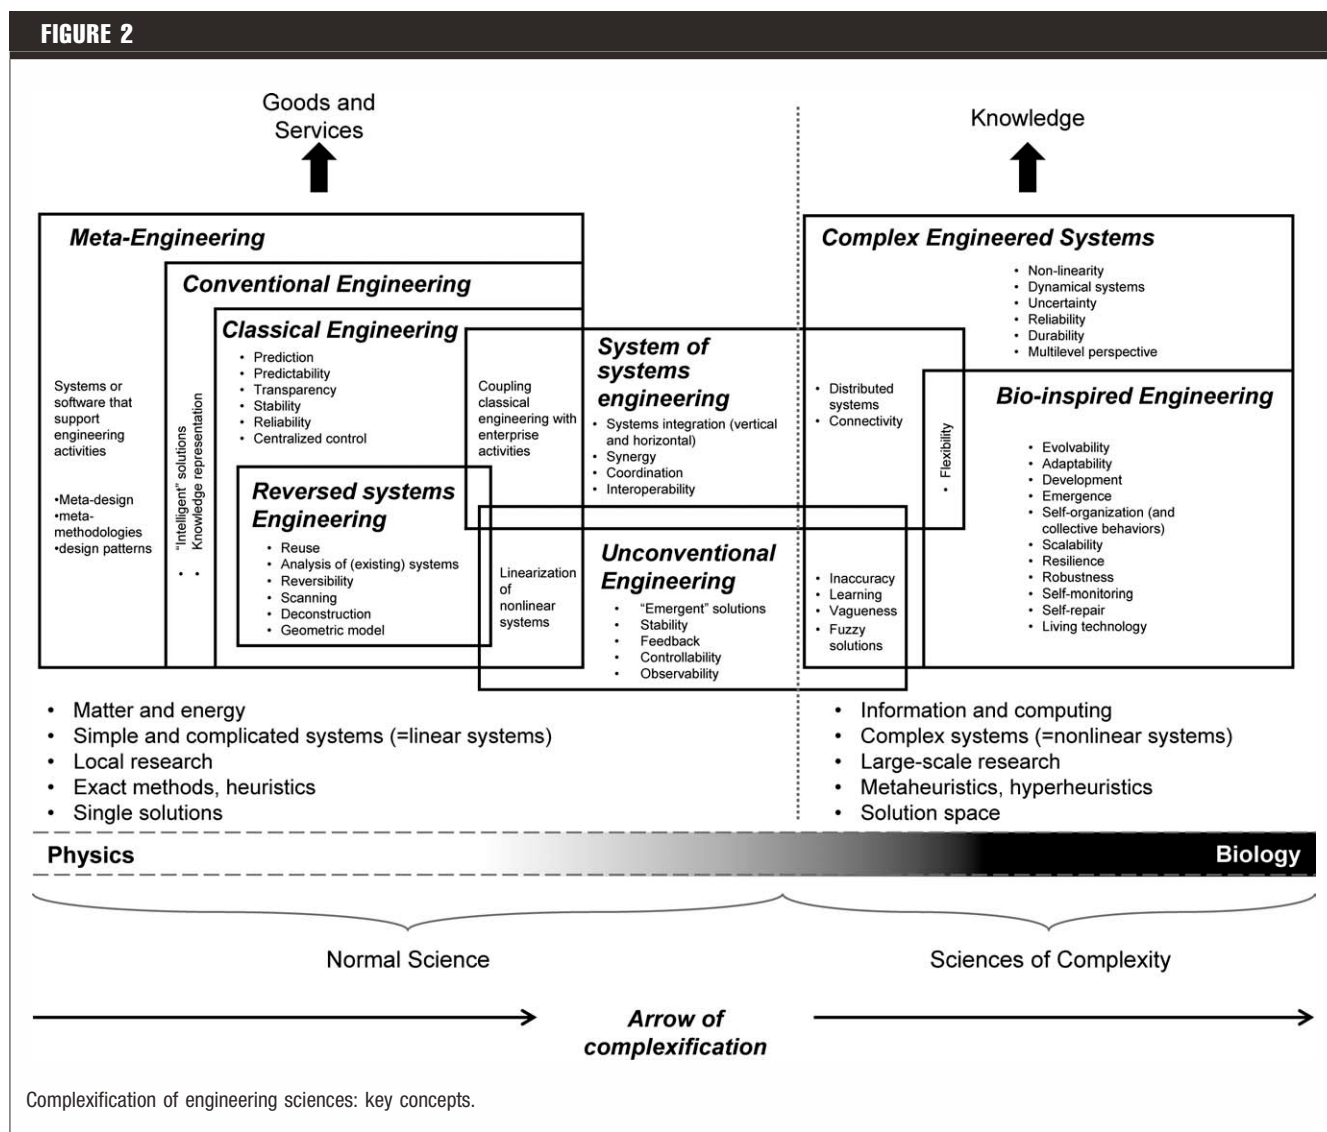 FIGURE 2
Goods and
Services
Knowledge
Meta-Engineering
Systems or
software that
support
engineering
activities
•Meta-design
•meta-
methodologies
•design patterns
Conventional Engineering
• "Intelligent" solutions
• Knowledge representation
Classical Engineering
• Prediction
• Predictability
• Transparency
• Stability
• Reliability
• Centralized control
Reversed systems
Engineering
• Reuse
• Analysis of (existing) systems
• Reversibility
• Scanning
• Deconstruction
• Geometric model
Coupling
classical
engineering with
enterprise
activities
Linearization
of
nonlinear
systems
System of
systems
engineering
• Systems integration (vertical
and horizontal)
• Synergy
• Coordination
• Interoperability
Unconventional
Engineering
• "Emergent" solutions
• Stability
• Feedback
• Controllability
• Observability
Complex Engineered Systems
• Non-linearity
• Dynamical systems
• Uncertainty
• Reliability
• Durability
• Multilevel perspective
• Distributed
systems
• Connectivity
• Flexibility
• Inaccuracy
• Learning
• Vagueness
• Fuzzy
solutions
Bio-inspired Engineering
• Evolvability
• Adaptability
• Development
• Emergence
• Self-organization (and
collective behaviors)
• Scalability
• Resilience
• Robustness
• Self-monitoring
• Self-repair
• Living technology
• Matter and energy
• Simple and complicated systems (=linear systems)
• Local research
• Exact methods, heuristics
• Single solutions
• Information and computing
• Complex systems (=nonlinear systems)
• Large-scale research
• Metaheuristics, hyperheuristics
• Solution space
Physics
Biology
Normal Science
Sciences of Complexity
Arrow of
complexification
Complexification of engineering sciences: key concepts.